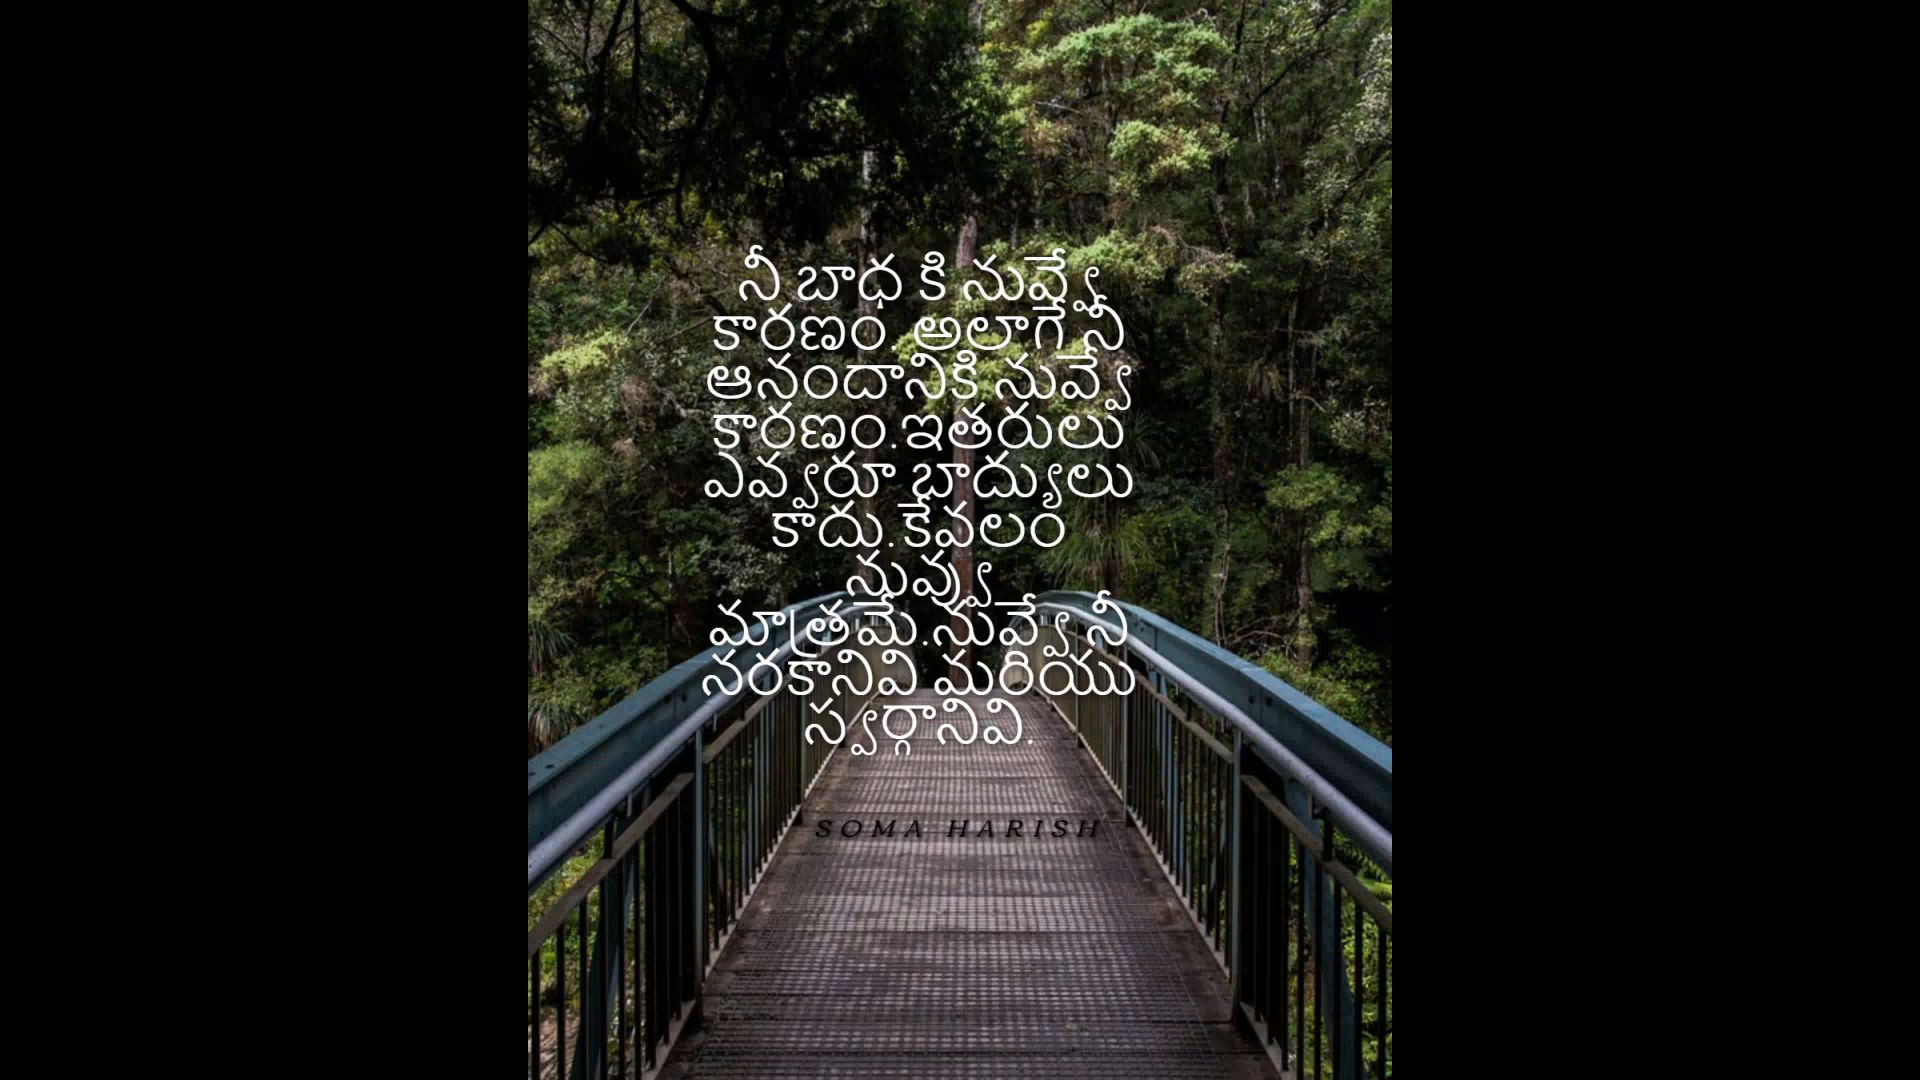 నీ బాధ కి నువ్వే
కారణం. అలాగే నీ
ఆనందానికి నువ్వే
కారణం.ఇతరులు
ఎవ్వరూ బాద్యులు
కాదు.కేవలం
నువ్వు
మాత్రమే.నువ్వే నీ
నరకానివి మరియు
స్వర్గానివి.
SOMA HARISH